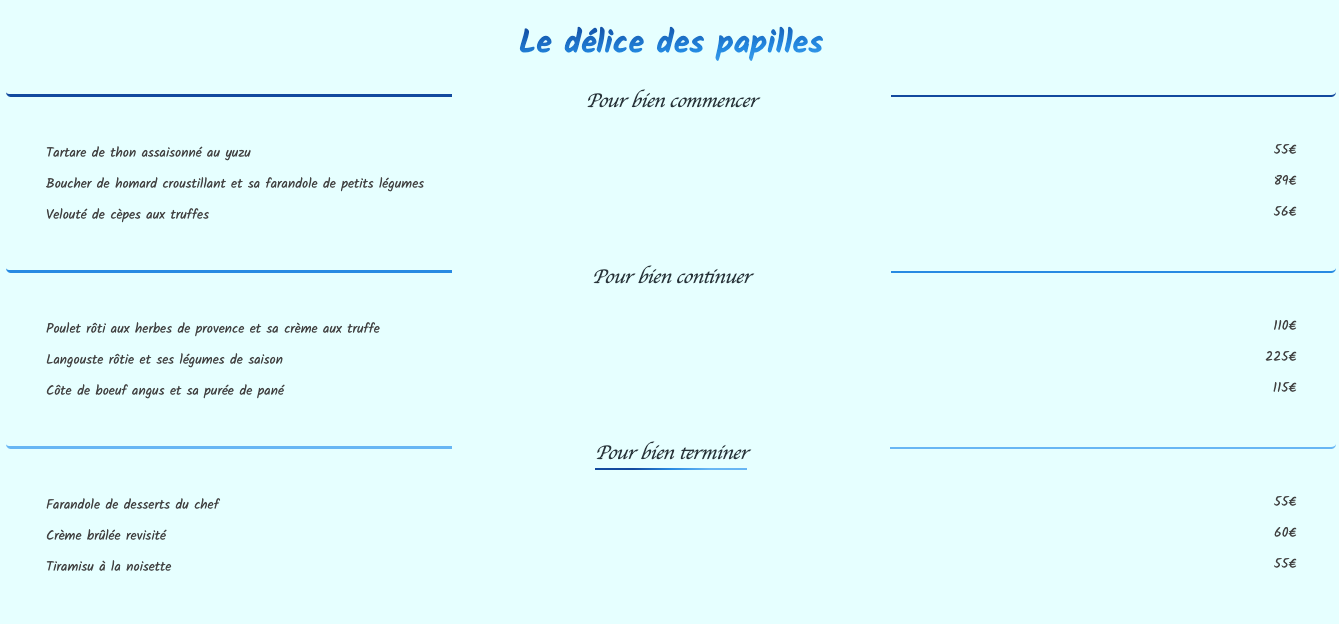 Le délice des papilles
Pour bien commencer
Tartare de thon assaisonné au yuzu 55€
Boucher de homard croustillant et sa farandole de petits légumes 89€
Velouté de cèpes aux truffes 56€
Pour bien continuer
Poulet rôti aux herbes de provence et sa crème aux truffe 110€
Langouste rôtie et ses légumes de saison 225€
Côte de boeuf angus et sa purée de pané 115€
Pour bien terminer
Farandole de desserts du chef 55€
Crème brûlée revisité 60€
Tiramisu à la noisette 55€